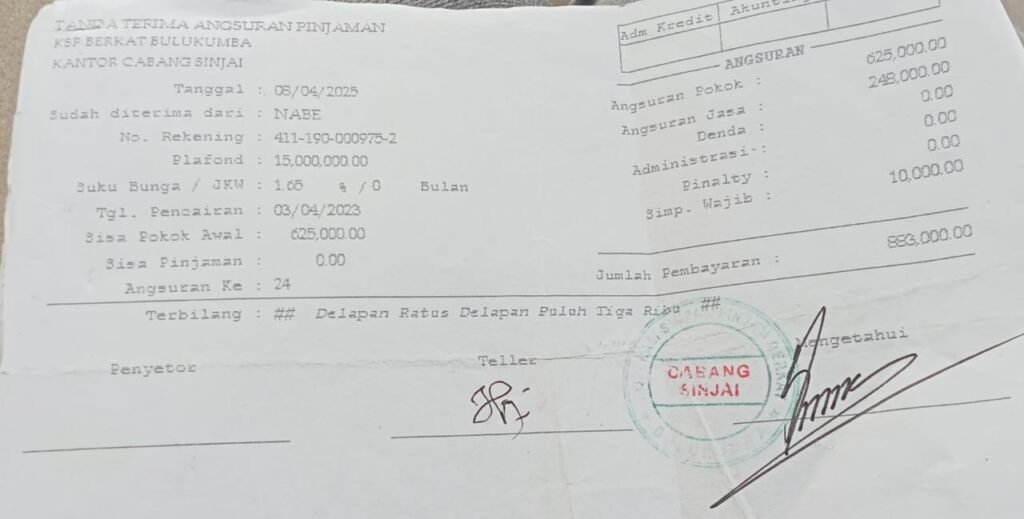 TANDA TERIMA ANGSURAN PINJAMAN
KSP BERKAT BULUKUMBA
KANTOR CABANG SINJAI
Tanggal : 08/04/2025
Sudah diterima dari : NABE
No. Rekening : 411-190-000975-2
Plafond : 15,000,000.00
Suku Bunga / JKW : 1.65 % / 0 Bulan
Tgl. Pencairan : 03/04/2023
Sisa Pokok Awal : 625,000.00
Sisa Pinjaman : 0.00
Angsuran Ke : 24
Adm Kredit Akunting
ANGSURAN
Angsuran Pokok : 625,000.00
Angsuran Jasa : 248,000.00
Denda : 0.00
Administrasi : 0.00
Pinalty : 0.00
Simp. Wajib : 10,000.00
Jumlah Pembayaran : 883,000.00
Terbilang : ## Delapan Ratus Delapan Puluh Tiga Ribu ##
Penyetor
Teller
Mengetahui
CABANG
SINJAI